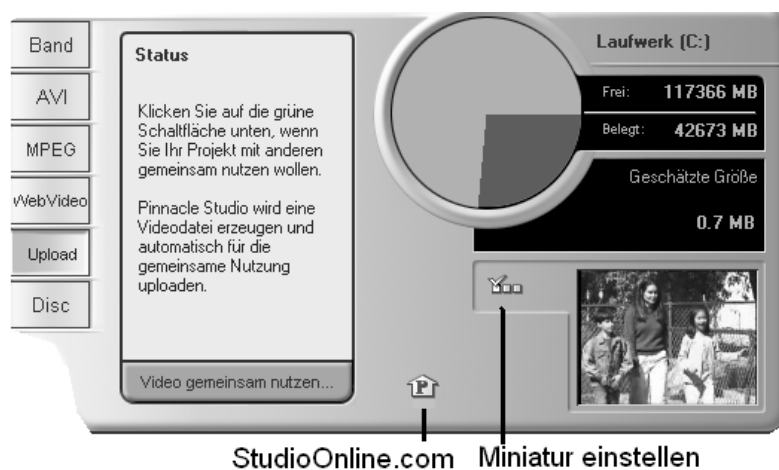 Band
AVI
MPEG
WebVideo
Upload
Disc
Status
Klicken Sie auf die grüne
Schaltfläche unten, wenn
Sie Ihr Projekt mit anderen
gemeinsam nutzen wollen.
Pinnacle Studio wird eine
Videodatei erzeugen und
automatisch für die
gemeinsame Nutzung
uploaden.
Video gemeinsam nutzen...
Laufwerk (C:)
Frei: 117366 MB
Belegt: 42673 MB
Geschätzte Größe
0.7 MB
P
StudioOnline.com
Miniatur einstellen